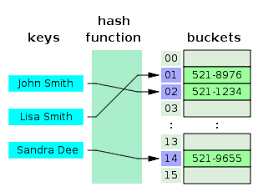 hash
keys function buckets
00
John Smith 01 521-8976
02 521-1234
Lisa Smith 03
: :
13
Sandra Dee 14 521-9655
15